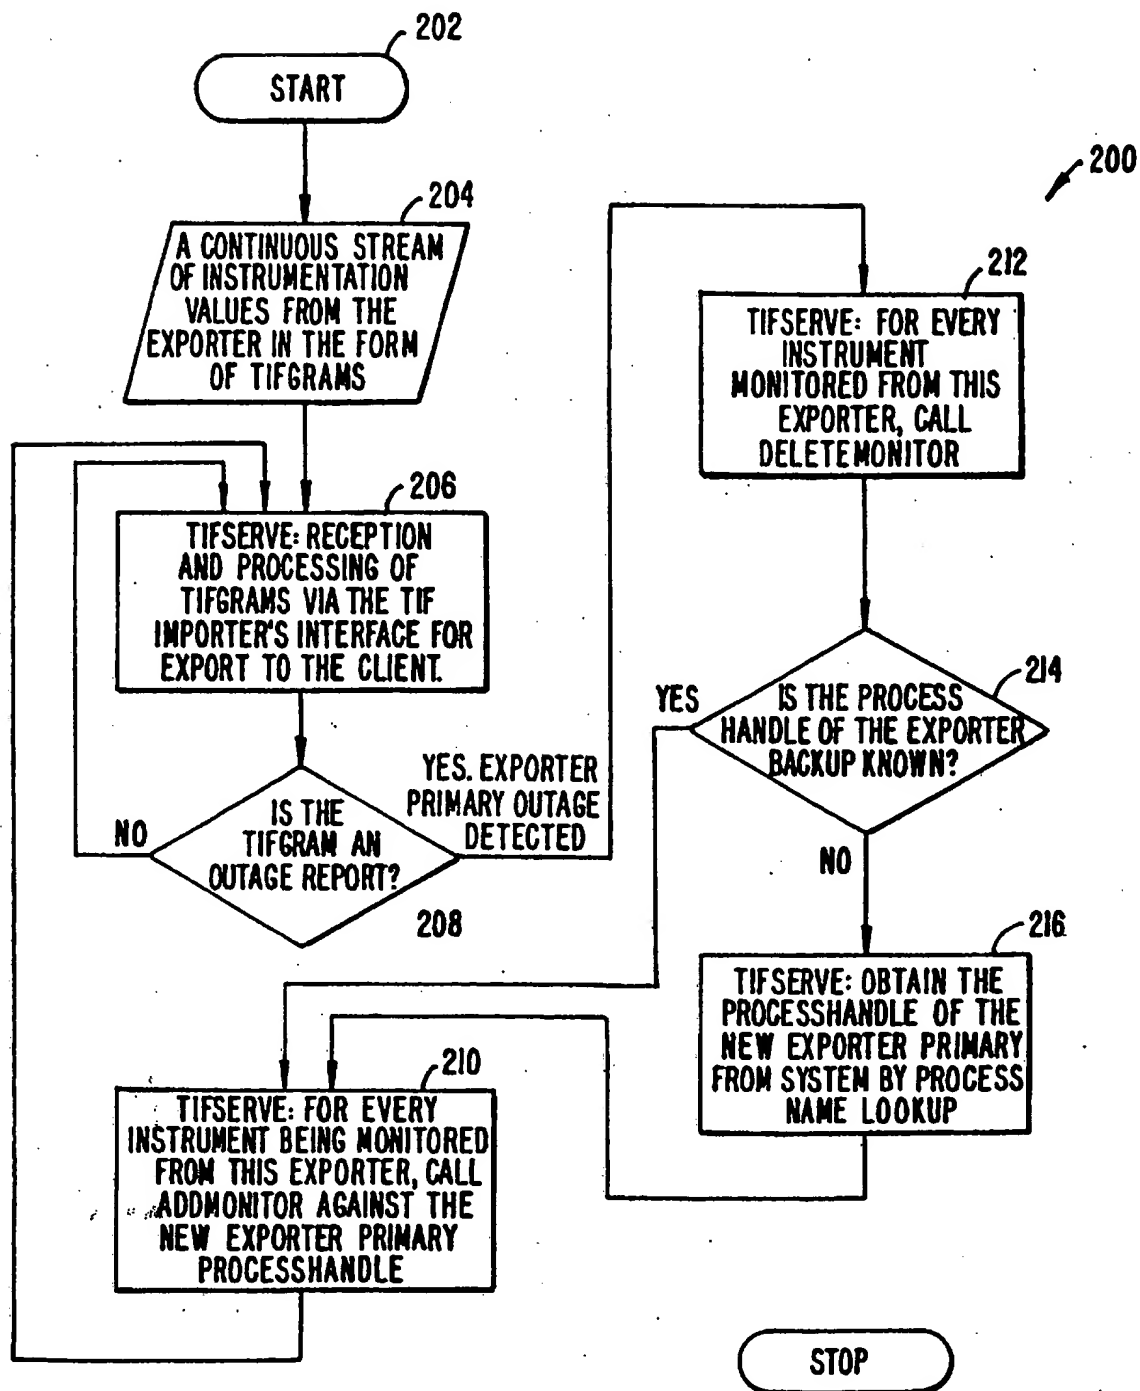 202
START
200
204
A CONTINUOUS STREAM
OF INSTRUMENTATION
VALUES FROM THE
EXPORTER IN THE FORM
OF TIFGRAMS
212
TIFSERVE: FOR EVERY
INSTRUMENT
MONITORED FROM THIS
EXPORTER, CALL
DELETEMONITOR
206
TIFSERVE: RECEPTION
AND PROCESSING OF
TIFGRAMS VIA THE TIF
IMPORTER'S INTERFACE FOR
EXPORT TO THE CLIENT.
214
YES
IS THE PROCESS
HANDLE OF THE EXPORTER
BACKUP KNOWN?
NO
YES. EXPORTER
PRIMARY OUTAGE
DETECTED
NO
IS THE
TIFGRAM AN
OUTAGE REPORT?
208
216
TIFSERVE: OBTAIN THE
PROCESSHANDLE OF THE
NEW EXPORTER PRIMARY
FROM SYSTEM BY PROCESS
NAME LOOKUP
210
TIFSERVE: FOR EVERY
INSTRUMENT BEING MONITORED
FROM THIS EXPORTER, CALL
ADDMONITOR AGAINST THE
NEW EXPORTER PRIMARY
PROCESSHANDLE
STOP